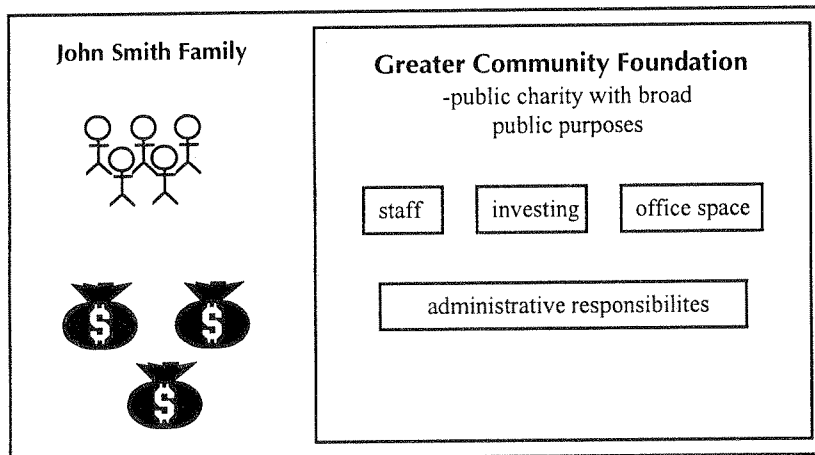 John Smith Family
$ $
$
Greater Community Foundation
-public charity with broad
public purposes
staff investing office space
administrative responsibilites